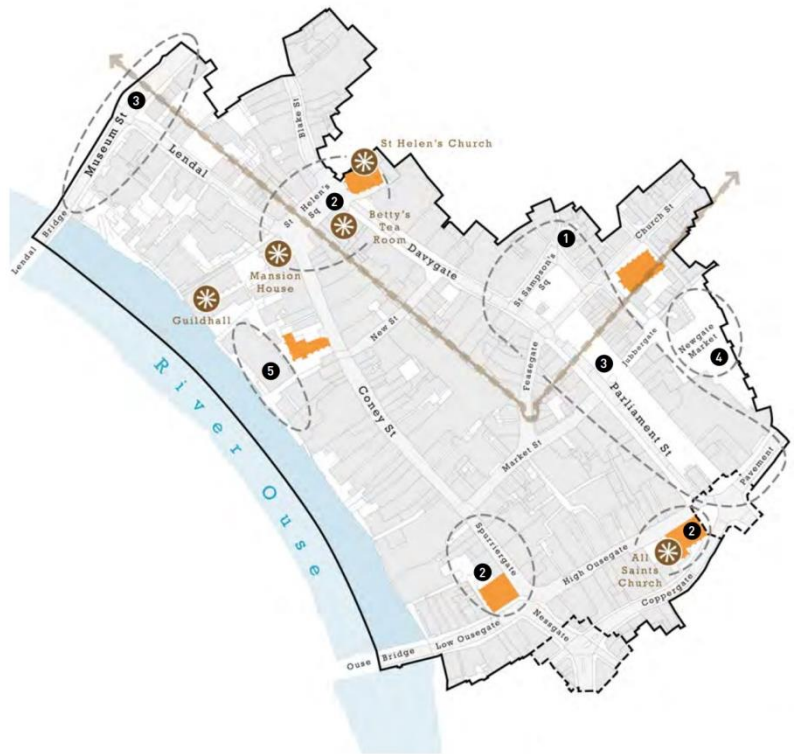 Museum St
3
Lendal
Blake St
St Helen's Church
St Helen's
Sq
2
Betty's
Tea
Room
Mansion
House
Guildhall
Davygate
1
St Sampson's
Sq
Church St
Newgate
Market
4
Jubbergate
3
Parliament St
Feasegate
New St
5
Coney St
Market St
Pavement
Lendal Bridge
River Ouse
Spurriergate
2
High Ousegate
2
All
Saints
Church
Coppergate
Nessgate
Low Ousegate
Ouse Bridge